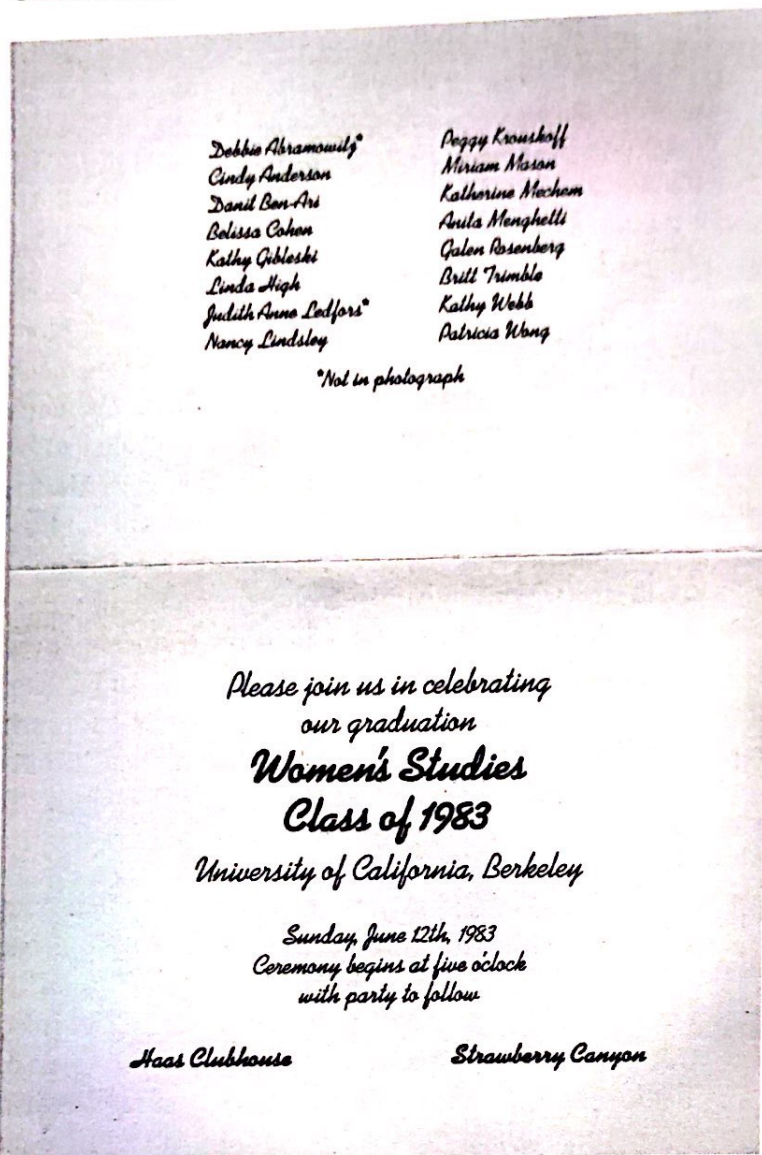 Debbie Abramowitz*
Cindy Anderson
Danit Ben-Ari
Belissa Cohen
Kathy Gibleski
Linda High
Judith Anne Ledfors*
Nancy Lindsley
Peggy Krouskoff
Miriam Mason
Katherine Mechem
Anita Menghetti
Galen Rosenberg
Britt Trimble
Kathy Webb
Patricia Wong
*Not in photograph
Please join us in celebrating
our graduation
Women's Studies
Class of 1983
University of California, Berkeley
Sunday, June 12th, 1983
Ceremony begins at five o'clock
with party to follow
Haas Clubhouse
Strawberry Canyon